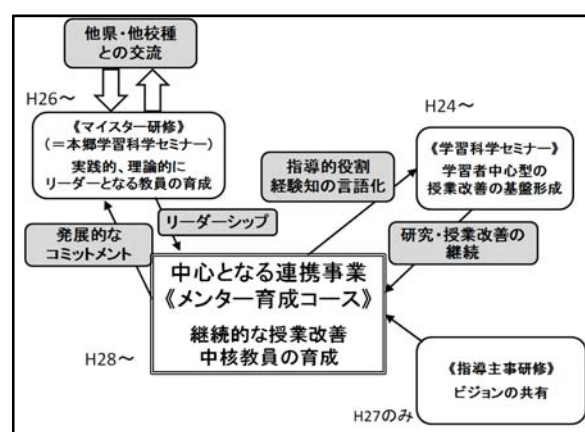 他県・他校種
との交流
H26~
《マイスター研修》
(=本郷学習科学セミナー)
実践的、理論的に
リーダーとなる教員の育成
H24~
《学習科学セミナー》
学習者中心型の
授業改善の基盤形成
指導的役割
経験知の言語化
リーダーシップ
発展的な
コミットメント
研究・授業改善の
継続
中心となる連携事業
《メンター育成コース》
継続的な授業改善
中核教員の育成
H28~
《指導主事研修》
ビジョンの共有
H27のみ